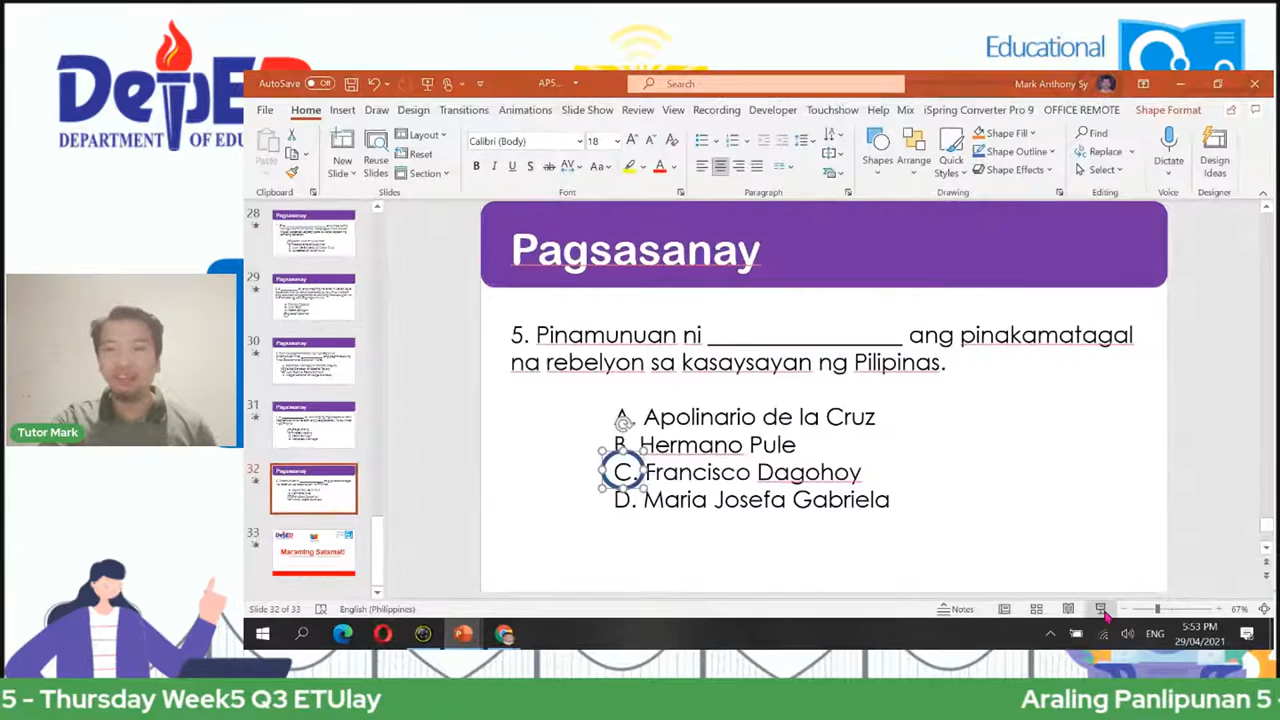 DepED
DEPARTMENT OF EDU
Educational
AutoSave Off
APS...
Search
Mark Anthony Sy
File Home Insert Draw Design Transitions Animations Slide Show Review View Recording Developer Touchshow Help Mix iSpring Converter Pro 9 OFFICE REMOTE Shape Format
Paste
New Slide
Reuse Slides
Layout
Reset
Section
Calibri (Body) 18
Shapes
Arrange
Quick Styles
Shape Fill
Shape Outline
Shape Effects
Find
Replace
Select
Dictate
Design Ideas
Clipboard Slides Font Paragraph Drawing Editing Voice Designer
28
Pagsasanay
29
Pagsasanay
30
Pagsasanay
31
Pagsasanay
32
Pagsasanay
33
Maraming Salamat!
Pagsasanay
5. Pinamunuan ni ________________ ang pinakamatagal
na rebelyon sa kasaysayan ng Pilipinas.
A. Apolinario de la Cruz
B. Hermano Pule
C. Francisco Dagohoy
D. Maria Josefa Gabriela
Tutor Mark
Slide 32 of 33 English (Philippines) Notes 67%
ENG
5:53 PM
29/04/2021
5 - Thursday Week5 Q3 ETUlay
Araling Panlipunan 5 -